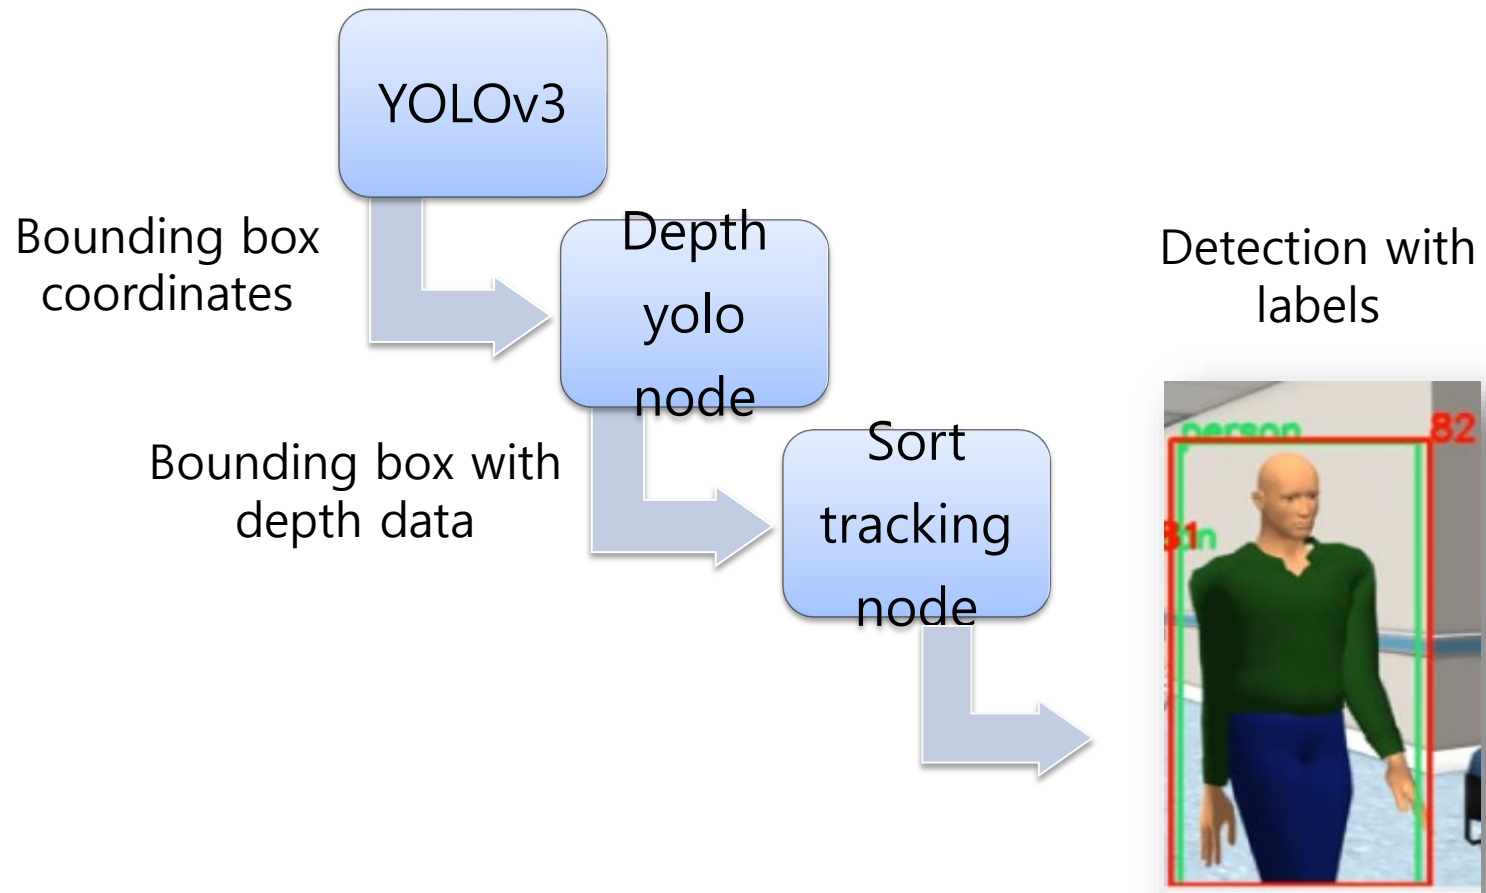 YOLOv3
Bounding box
coordinates
Depth
yolo
node
Bounding box with
depth data
Sort
tracking
node
Detection with
labels
person
82